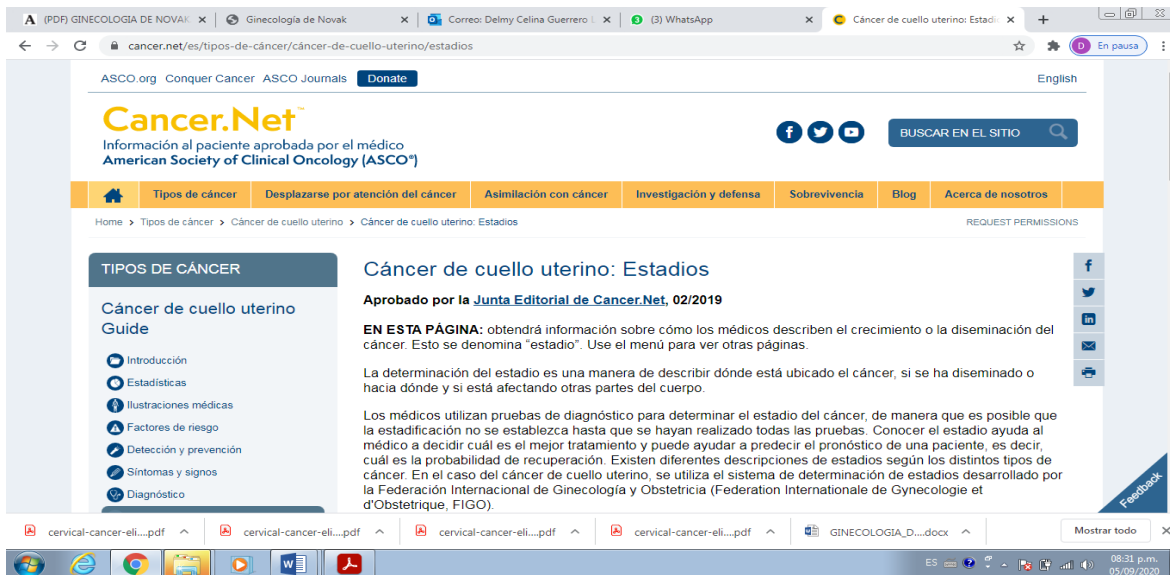 (PDF) GINECOLOGIA DE NOVAK
Ginecología de Novak
Correo: Delmy Celina Guerrero L
(3) WhatsApp
Cáncer de cuello uterino: Estadio
cancer.net/es/tipos-de-cáncer/cáncer-de-cuello-uterino/estadios
D En pausa
ASCO.org Conquer Cancer ASCO Journals Donate
English
Cancer.Net
Información al paciente aprobada por el médico
American Society of Clinical Oncology (ASCO®)
BUSCAR EN EL SITIO
Tipos de cáncer Desplazarse por atención del cáncer Asimilación con cáncer Investigación y defensa Sobrevivencia Blog Acerca de nosotros
Home > Tipos de cáncer > Cáncer de cuello uterino > Cáncer de cuello uterino: Estadios
REQUEST PERMISSIONS
TIPOS DE CÁNCER
Cáncer de cuello uterino
Guide
Introducción
Estadísticas
Ilustraciones médicas
Factores de riesgo
Detección y prevención
Síntomas y signos
Diagnóstico
Cáncer de cuello uterino: Estadios
Aprobado por la Junta Editorial de Cancer.Net, 02/2019
EN ESTA PÁGINA: obtendrá información sobre cómo los médicos describen el crecimiento o la diseminación del
cáncer. Esto se denomina “estadio”. Use el menú para ver otras páginas.
La determinación del estadio es una manera de describir dónde está ubicado el cáncer, si se ha diseminado o
hacia dónde y si está afectando otras partes del cuerpo.
Los médicos utilizan pruebas de diagnóstico para determinar el estadio del cáncer, de manera que es posible que
la estadificación no se establezca hasta que se hayan realizado todas las pruebas. Conocer el estadio ayuda al
médico a decidir cuál es el mejor tratamiento y puede ayudar a predecir el pronóstico de una paciente, es decir,
cuál es la probabilidad de recuperación. Existen diferentes descripciones de estadios según los distintos tipos de
cáncer. En el caso del cáncer de cuello uterino, se utiliza el sistema de determinación de estadios desarrollado por
la Federación Internacional de Ginecología y Obstetricia (Federation Internationale de Gynecologie et
d'Obstetrique, FIGO).
Feedback
cervical-cancer-eli....pdf
cervical-cancer-eli....pdf
cervical-cancer-eli....pdf
cervical-cancer-eli....pdf
GINECOLOGIA_D....docx
Mostrar todo
ES
08:31 p.m.
05/09/2020